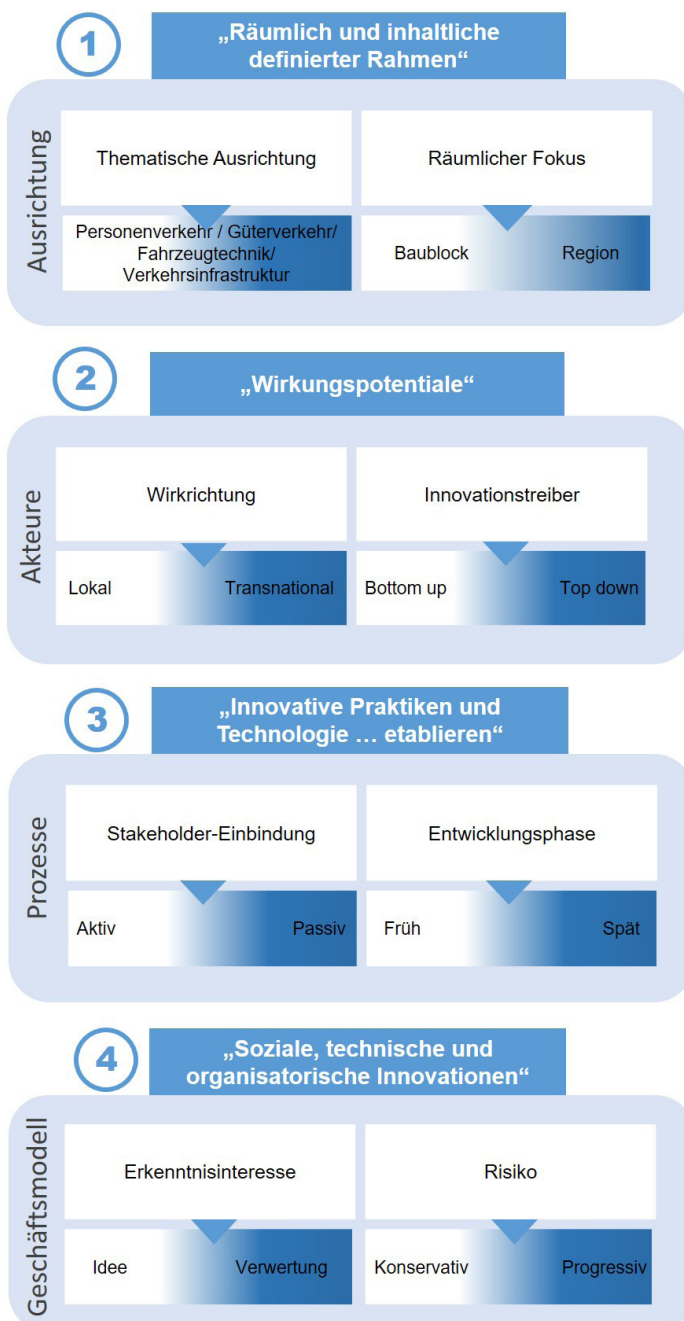 1
„Räumlich und inhaltliche
definierter Rahmen“
Ausrichtung
Thematische Ausrichtung
Räumlicher Fokus
Personenverkehr / Güterverkehr/
Fahrzeugtechnik/
Verkehrsinfrastruktur
Baublock
Region
2
„Wirkungspotentiale“
Akteure
Wirkrichtung
Innovationstreiber
Lokal
Transnational
Bottom up
Top down
3
„Innovative Praktiken und
Technologie … etablieren“
Prozesse
Stakeholder-Einbindung
Entwicklungsphase
Aktiv
Passiv
Früh
Spät
4
„Soziale, technische und
organisatorische Innovationen“
Geschäftsmodell
Erkenntnisinteresse
Risiko
Idee
Verwertung
Konservativ
Progressiv